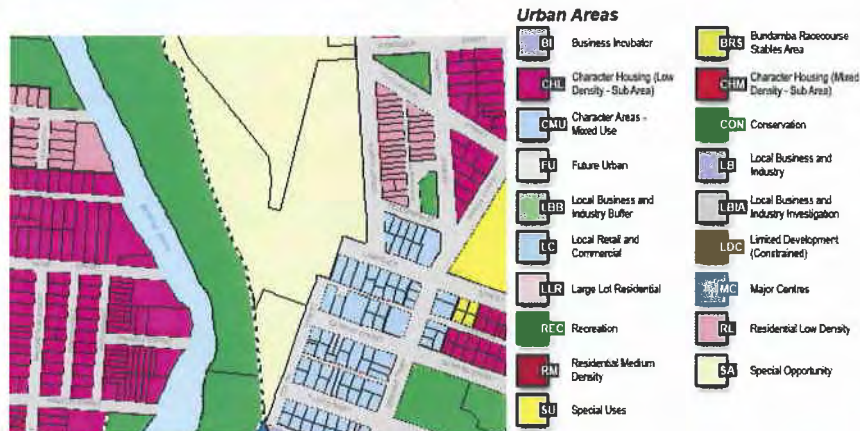 Urban Areas
BI Business Incubator
BRS Bundamba Racecourse
Stables Area
CHL Character Housing (Low
Density - Sub Area)
CHM Character Housing (Mixed
Density - Sub Area)
CMU Character Areas -
Mixed Use
CON Conservation
FU Future Urban
LB Local Business and
Industry
LBB Local Business and
Industry Buffer
LBIA Local Business and
Industry Investigation
LC Local Retail and
Commercial
LDC Limited Development
(Constrained)
LLR Large Lot Residential
MC Major Centres
REC Recreation
RL Residential Low Density
RM Residential Medium
Density
SA Special Opportunity
SU Special Uses